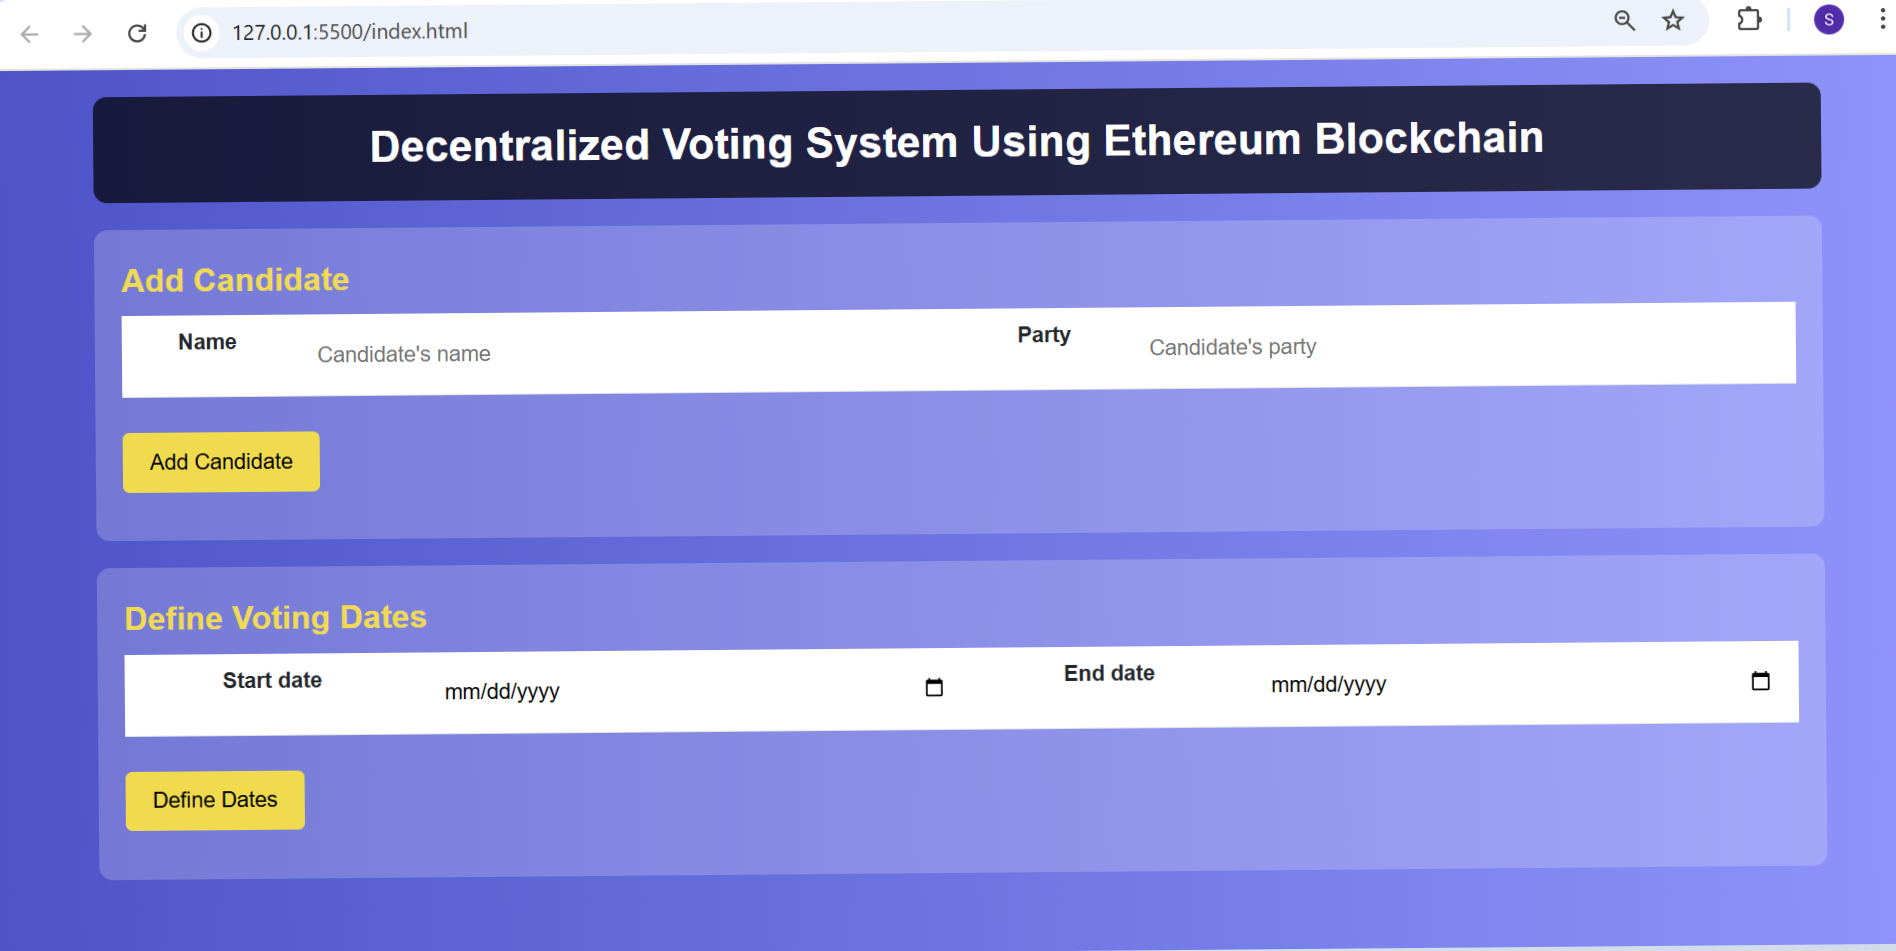 127.0.0.1:5500/index.html
S
Decentralized Voting System Using Ethereum Blockchain
Add Candidate
Name Candidate's name Party Candidate's party
Add Candidate
Define Voting Dates
Start date mm/dd/yyyy End date mm/dd/yyyy
Define Dates